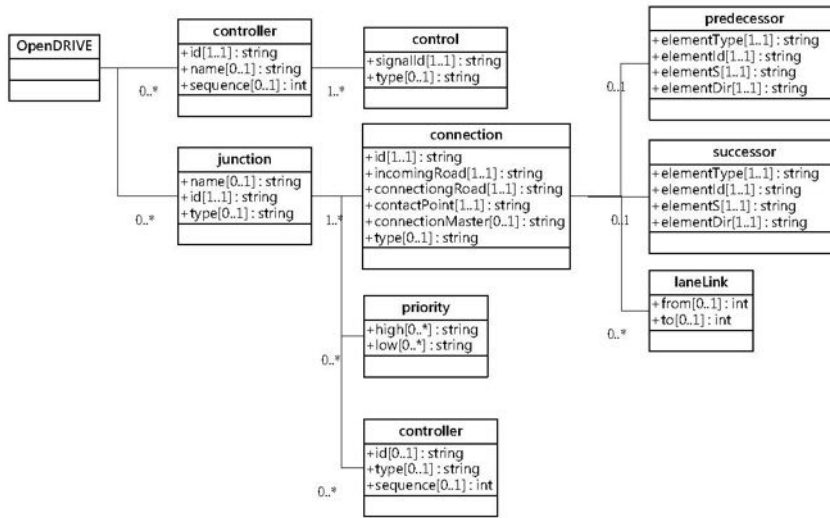 OpenDRIVE
controller
+id[1..1] : string
+name[0..1] : string
+sequence[0..1] : int
0..*
control
+signalId[1..1] : string
+type[0..1] : string
1..*
junction
+name[0..1] : string
+id[1..1] : string
+type[0..1] : string
0..*
connection
+id[1..1] : string
+incomingRoad[1..1] : string
+connectiongRoad[1..1] : string
+contactPoint[1..1] : string
+connectionMaster[0..1] : string
+type[0..1] : string
1..*
priority
+high[0..*] : string
+low[0..*] : string
0..*
controller
+id[0..1] : string
+type[0..1] : string
+sequence[0..1] : int
0..*
predecessor
+elementType[1..1] : string
+elementId[1..1] : string
+elementS[1..1] : string
+elementDir[1..1] : string
0..1
successor
+elementType[1..1] : string
+elementId[1..1] : string
+elementS[1..1] : string
+elementDir[1..1] : string
0..1
laneLink
+from[0..1] : int
+to[0..1] : int
0..*